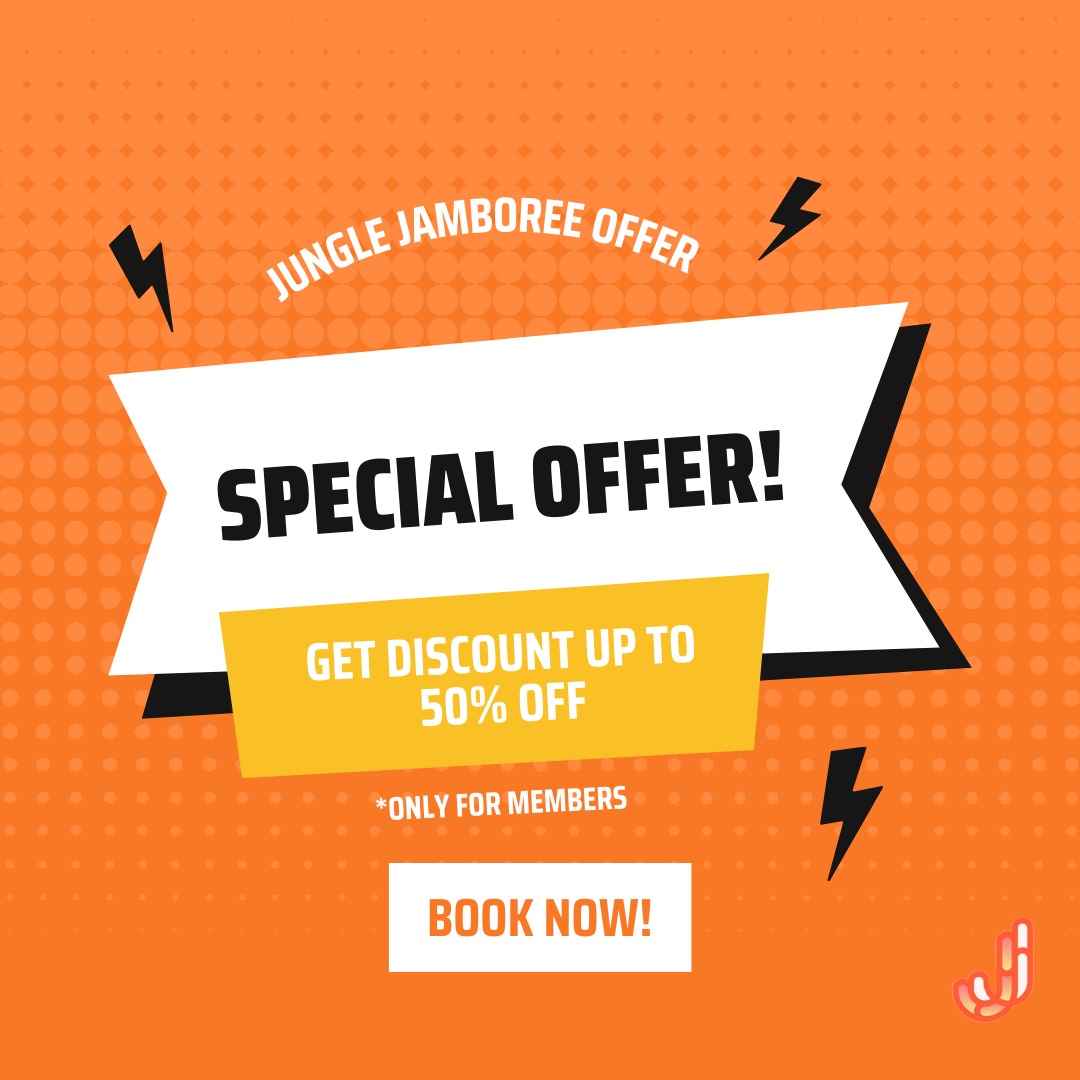 JUNGLE JAMBOREE OFFER
SPECIAL OFFER!
GET DISCOUNT UP TO
50% OFF
*ONLY FOR MEMBERS
BOOK NOW!